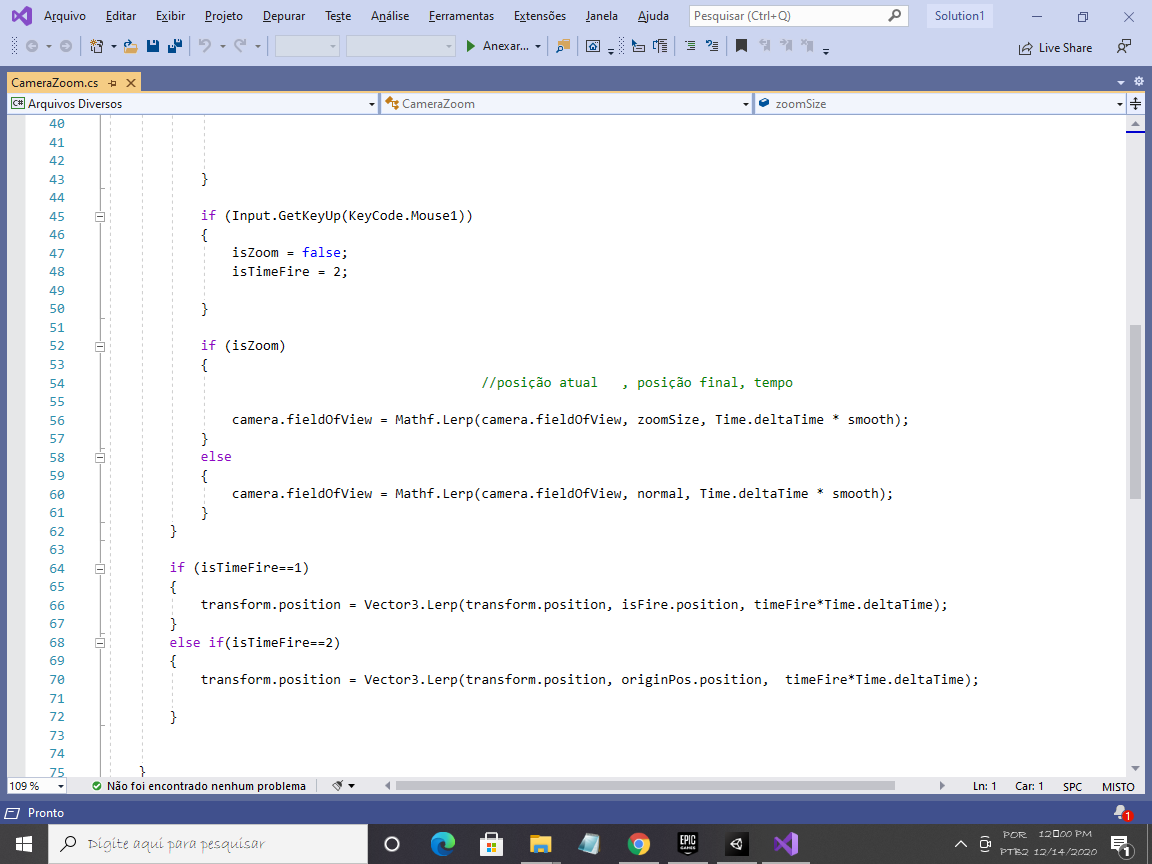 Arquivo Editar Exibir Projeto Depurar Teste Análise Ferramentas Extensões Janela Ajuda Pesquisar (Ctrl+Q) Solution1
Anexar... Live Share
CameraZoom.cs
C# Arquivos Diversos CameraZoom zoomSize
40
41
42
43 }
44
45 if (Input.GetKeyUp(KeyCode.Mouse1))
46 {
47 isZoom = false;
48 isTimeFire = 2;
49
50 }
51
52 if (isZoom)
53 {
54 //posição atual , posição final, tempo
55
56 camera.fieldOfView = Mathf.Lerp(camera.fieldOfView, zoomSize, Time.deltaTime * smooth);
57 }
58 else
59 {
60 camera.fieldOfView = Mathf.Lerp(camera.fieldOfView, normal, Time.deltaTime * smooth);
61 }
62 }
63
64 if (isTimeFire==1)
65 {
66 transform.position = Vector3.Lerp(transform.position, isFire.position, timeFire*Time.deltaTime);
67 }
68 else if(isTimeFire==2)
69 {
70 transform.position = Vector3.Lerp(transform.position, originPos.position, timeFire*Time.deltaTime);
71
72 }
73
74
75 }
109 % Não foi encontrado nenhum problema Ln: 1 Car: 1 SPC MISTO
Pronto 1
Digite aqui para pesquisar EPIC GAMES POR 12▯00 PM
PTB2 12/14/2020 1